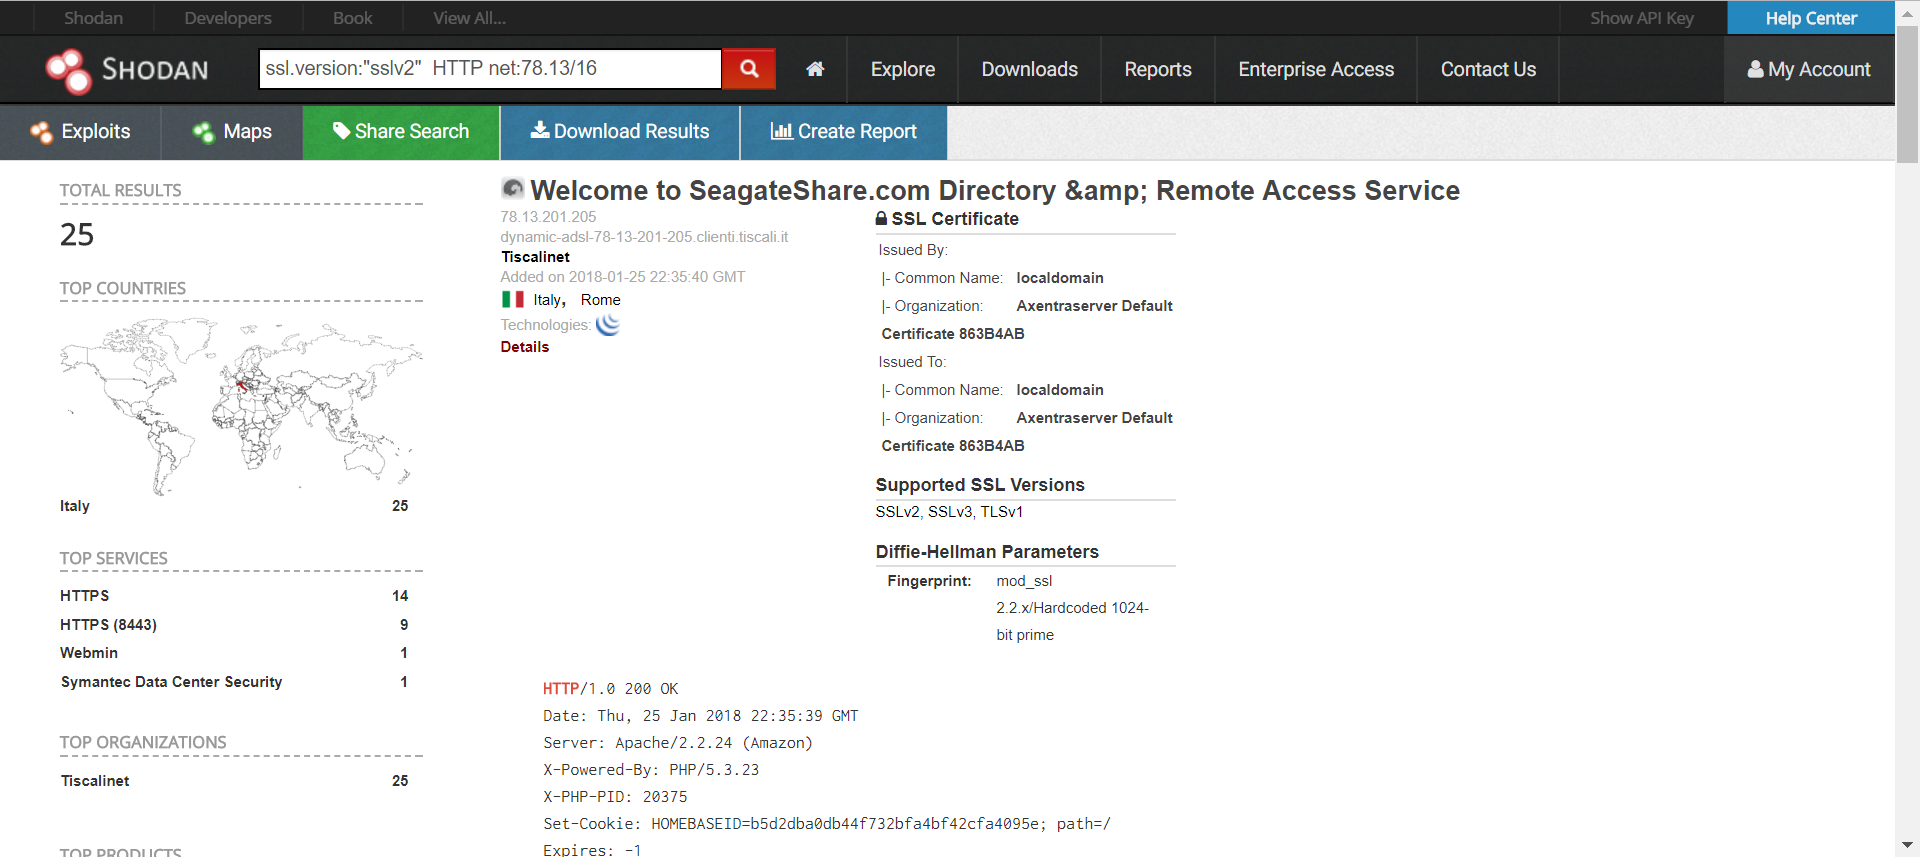 Shodan Developers Book View All... Show API Key Help Center
SHODAN ssl.version:"sslv2"  HTTP net:78.13/16 Explore Downloads Reports Enterprise Access Contact Us My Account
Exploits Maps Share Search Download Results Create Report
TOTAL RESULTS
25
TOP COUNTRIES
Italy 25
TOP SERVICES
HTTPS 14
HTTPS (8443) 9
Webmin 1
Symantec Data Center Security 1
TOP ORGANIZATIONS
Tiscalinet 25
TOP PRODUCTS
Welcome to SeagateShare.com Directory &amp; Remote Access Service
78.13.201.205
dynamic-adsl-78-13-201-205.clienti.tiscali.it
Tiscalinet
Added on 2018-01-25 22:35:40 GMT
Italy, Rome
Technologies:
Details
SSL Certificate
Issued By:
|- Common Name: localdomain
|- Organization: Axentraserver Default
Certificate 863B4AB
Issued To:
|- Common Name: localdomain
|- Organization: Axentraserver Default
Certificate 863B4AB
Supported SSL Versions
SSLv2, SSLv3, TLSv1
Diffie-Hellman Parameters
Fingerprint: mod_ssl
2.2.x/Hardcoded 1024-
bit prime
HTTP/1.0 200 OK
Date: Thu, 25 Jan 2018 22:35:39 GMT
Server: Apache/2.2.24 (Amazon)
X-Powered-By: PHP/5.3.23
X-PHP-PID: 20375
Set-Cookie: HOMEBASEID=b5d2dba0db44f732bfa4bf42cfa4095e; path=/
Expires: -1